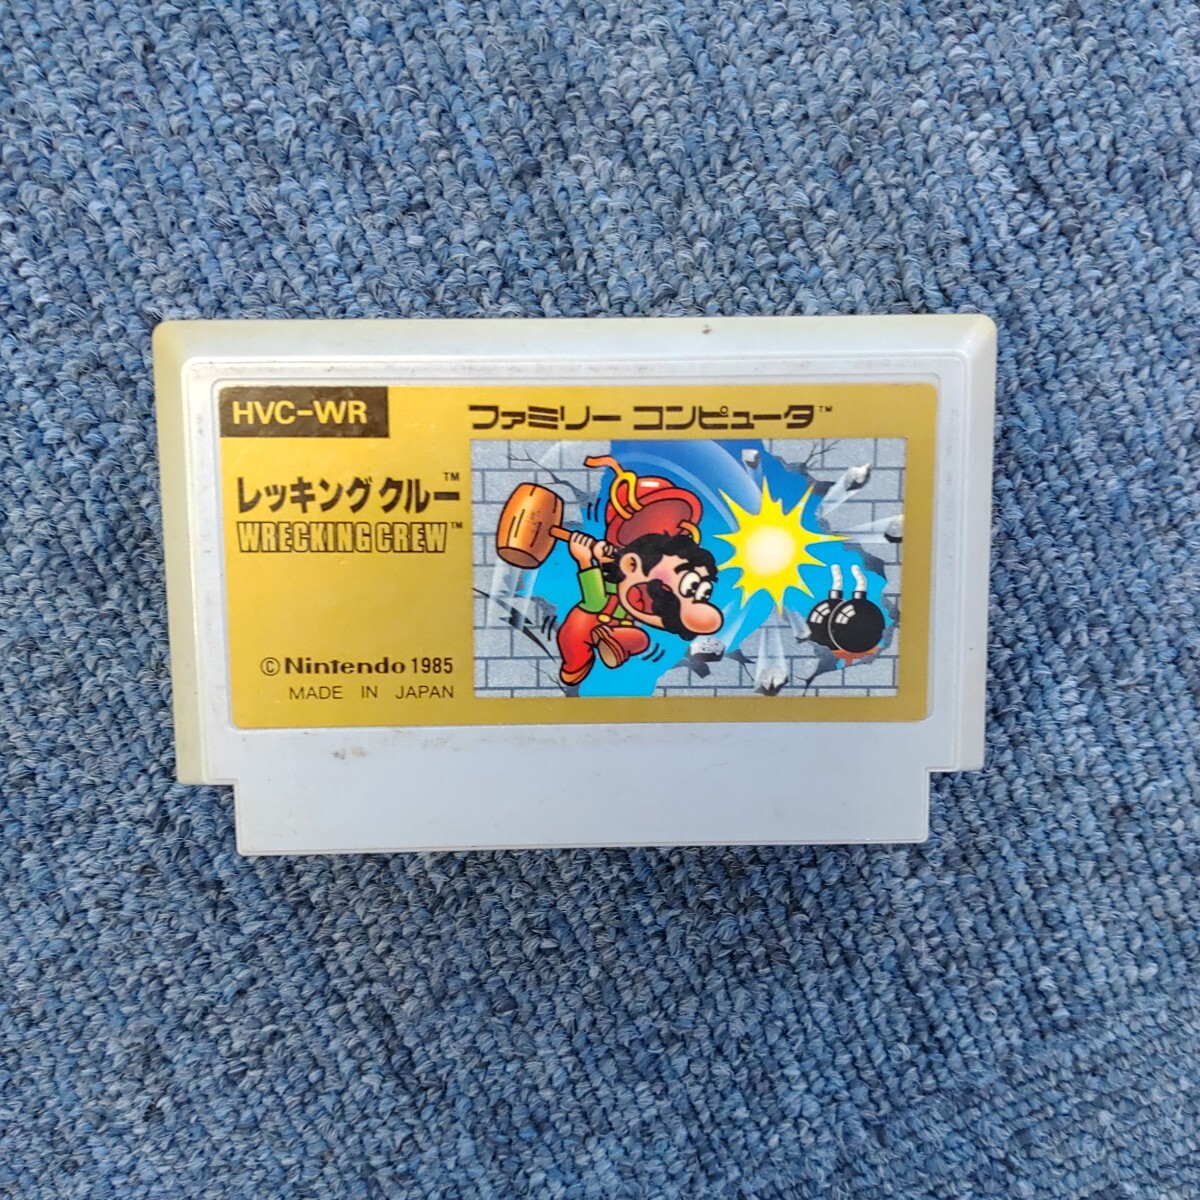 HVC-WR
ファミリー コンピュータ™
レッキングクルー™
WRECKING CREW™
©Nintendo 1985
MADE IN JAPAN